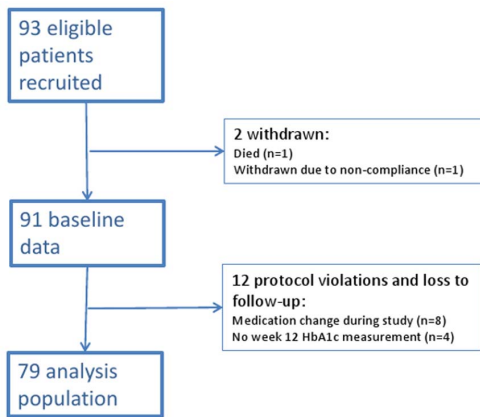 93 eligible
patients
recruited
2 withdrawn:
Died (n=1)
Withdrawn due to non-compliance (n=1)
91 baseline
data
12 protocol violations and loss to
follow-up:
Medication change during study (n=8)
No week 12 HbA1c measurement (n=4)
79 analysis
population